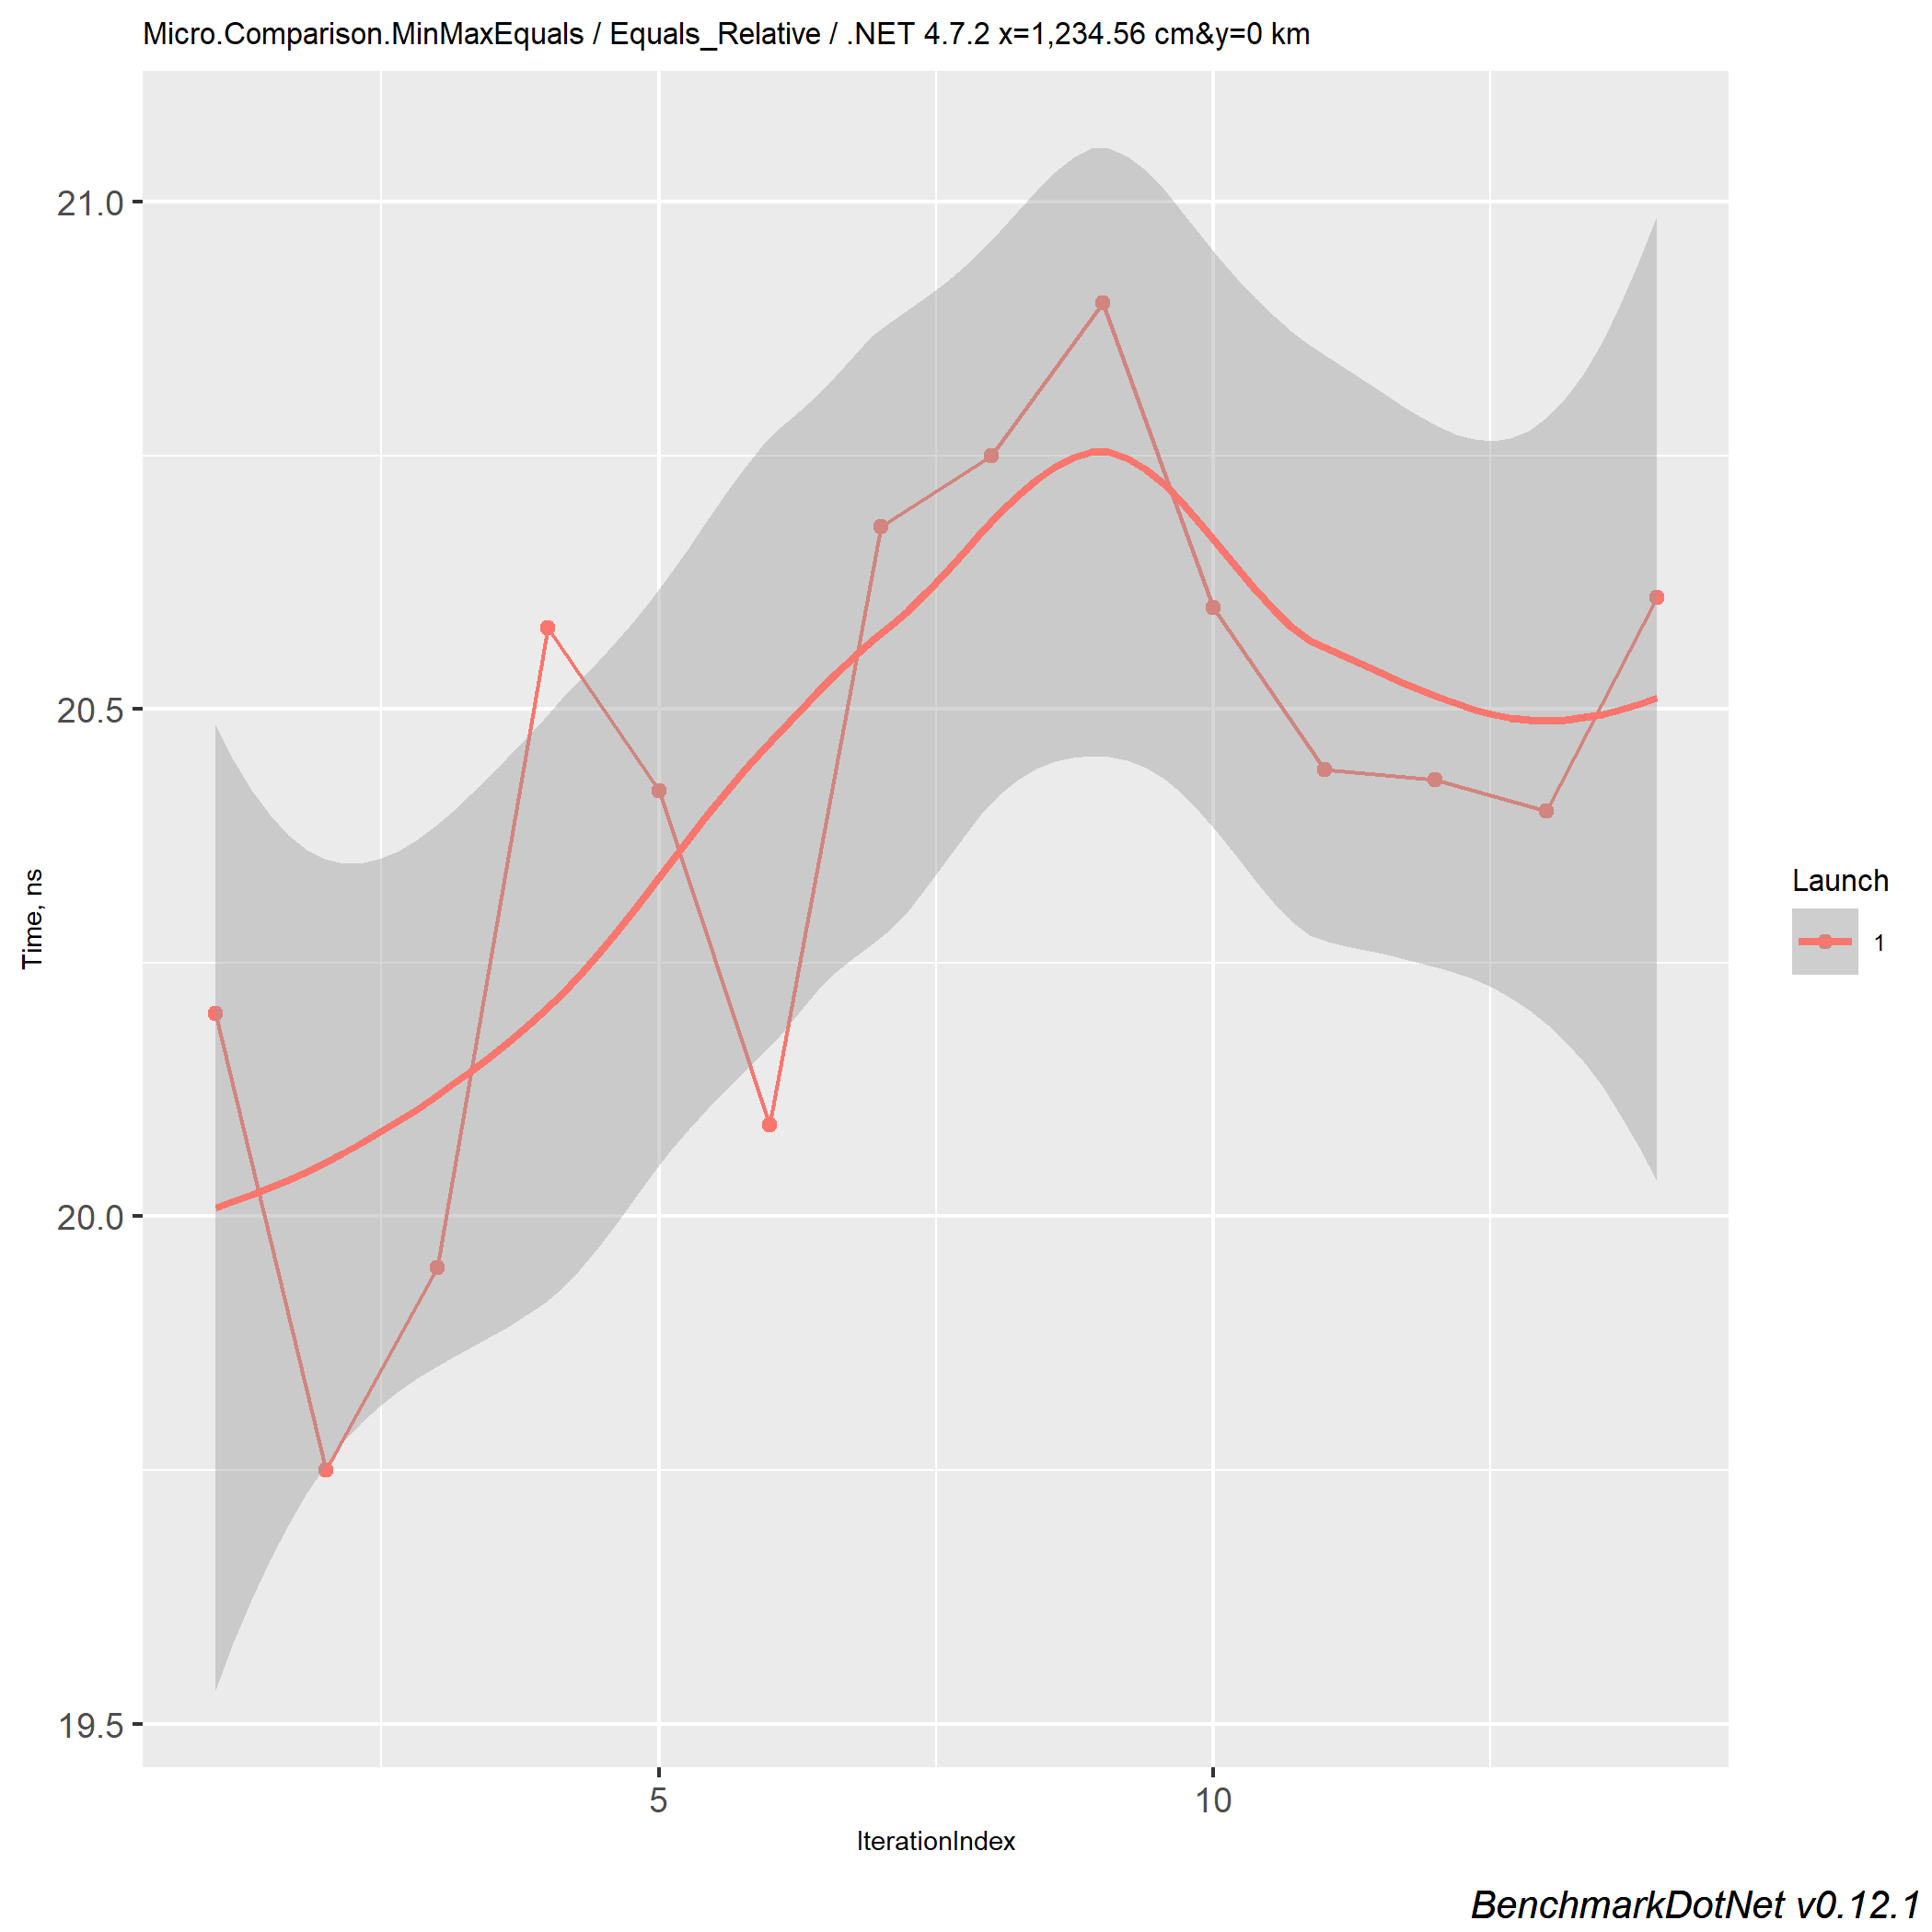 Micro.Comparison.MinMaxEquals / Equals_Relative / .NET 4.7.2 x=1,234.56 cm&y=0 km
21.0
20.5
20.0
19.5
Time, ns
5
10
IterationIndex
Launch
1
BenchmarkDotNet v0.12.1